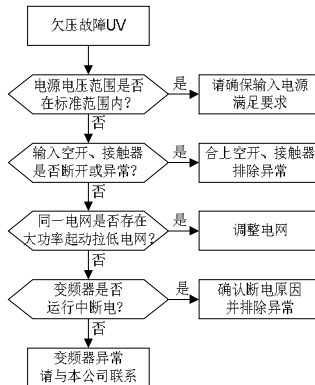 欠压故障UV
电源电压范围是否
在标准范围内?
是
请确保输入电源
满足要求
否
输入空开、接触器
是否断开或异常?
是
合上空开、接触器
排除异常
否
同一电网是否存在
大功率起动拉低电网?
是
调整电网
否
变频器是否
运行中断电?
是
确认断电原因
并排除异常
否
变频器异常
请与本公司联系